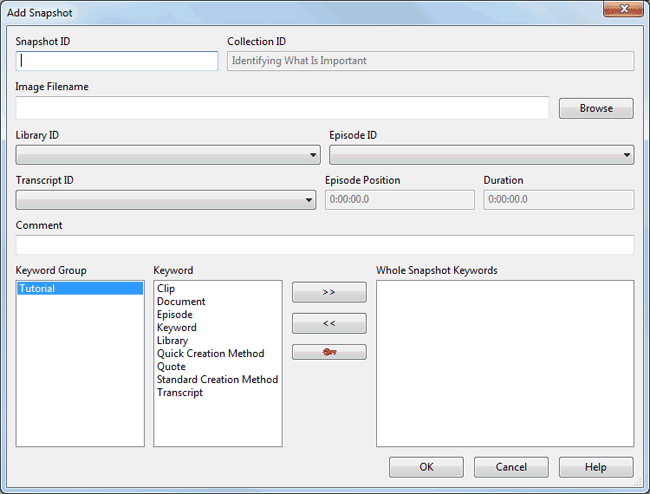 Add Snapshot
Snapshot ID Collection ID
Identifying What Is Important
Image Filename
Browse
Library ID Episode ID
Transcript ID Episode Position Duration
0:00:00.0 0:00:00.0
Comment
Keyword Group Keyword Whole Snapshot Keywords
Tutorial Clip >>
Document
Episode
Keyword <<
Library
Quick Creation Method
Quote
Standard Creation Method
Transcript
OK Cancel Help